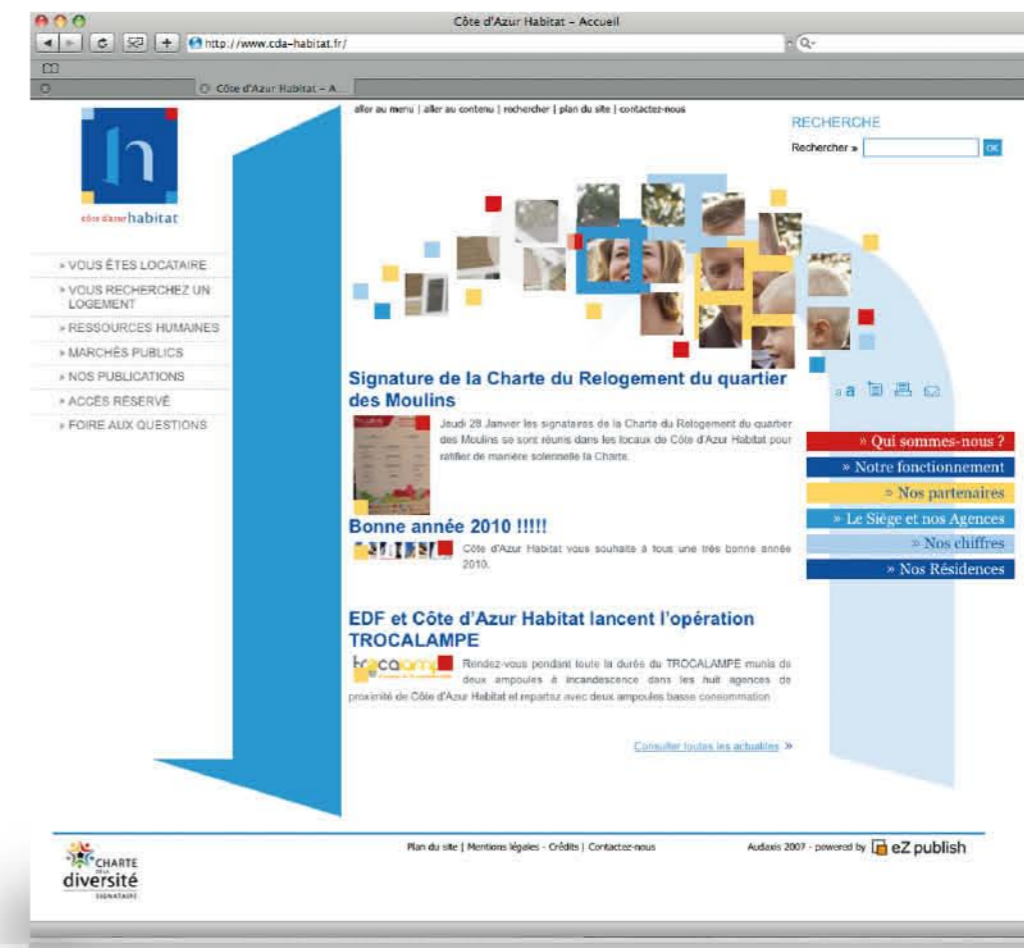 Côte d'Azur Habitat – Accueil
http://www.cda-habitat.fr/
Q-
Côte d'Azur Habitat – A...
aller au menu | aller au contenu | rechercher | plan du site | contactez-nous
RECHERCHE
Rechercher »
OK
côte d'azur habitat
» VOUS ÊTES LOCATAIRE
» VOUS RECHERCHEZ UN
LOGEMENT
» RESSOURCES HUMAINES
» MARCHÉS PUBLICS
» NOS PUBLICATIONS
» ACCÈS RÉSERVÉ
» FOIRE AUX QUESTIONS
Signature de la Charte du Relogement du quartier
des Moulins
Jeudi 28 Janvier les signataires de la Charte du Relogement du quartier
des Moulins se sont réunis dans les locaux de Côte d'Azur Habitat pour
ratifier de manière solennelle la Charte.
Bonne année 2010 !!!!!
Côte d'Azur Habitat vous souhaite à tous une très bonne année
2010.
EDF et Côte d'Azur Habitat lancent l'opération
TROCALAMPE
trocalamp
Rendez-vous pendant toute la durée du TROCALAMPE munis de
deux ampoules à incandescence dans les huit agences de
proximité de Côte d'Azur Habitat et repartez avec deux ampoules basse consommation
Consulter toutes les actualités »
a a
» Qui sommes-nous ?
» Notre fonctionnement
» Nos partenaires
» Le Siège et nos Agences
» Nos chiffres
» Nos Résidences
CHARTE
DE LA
diversité
SIGNATAIRE
Plan du site | Mentions légales - Crédits | Contactez-nous
Audaxis 2007 - powered by eZ publish